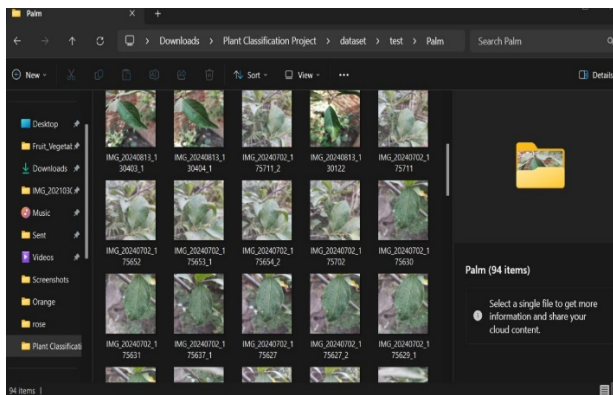 Palm
Downloads > Plant Classification Project > dataset > test > Palm
Search Palm
New
Sort
View
Details
Desktop
Fruit_Vegetal
Downloads
IMG_2021030(
Music
Sent
Videos
Screenshots
Orange
rose
Plant Classificati
IMG_20240813_1 IMG_20240813_1 IMG_20240702_1 IMG_20240813_1 IMG_20240702_1
30403_1 30404_1 75711_2 30122 75711
IMG_20240702_1 IMG_20240702_1 IMG_20240702_1 IMG_20240702_1 IMG_20240702_1
75652 75653_1 75654_2 75702 75630
IMG_20240702_1 IMG_20240702_1 IMG_20240702_1 IMG_20240702_1 IMG_20240702_1
75631 75637_1 75627 75627_2 75629_1
Palm (94 items)
Select a single file to get more
information and share your
cloud content.
94 items